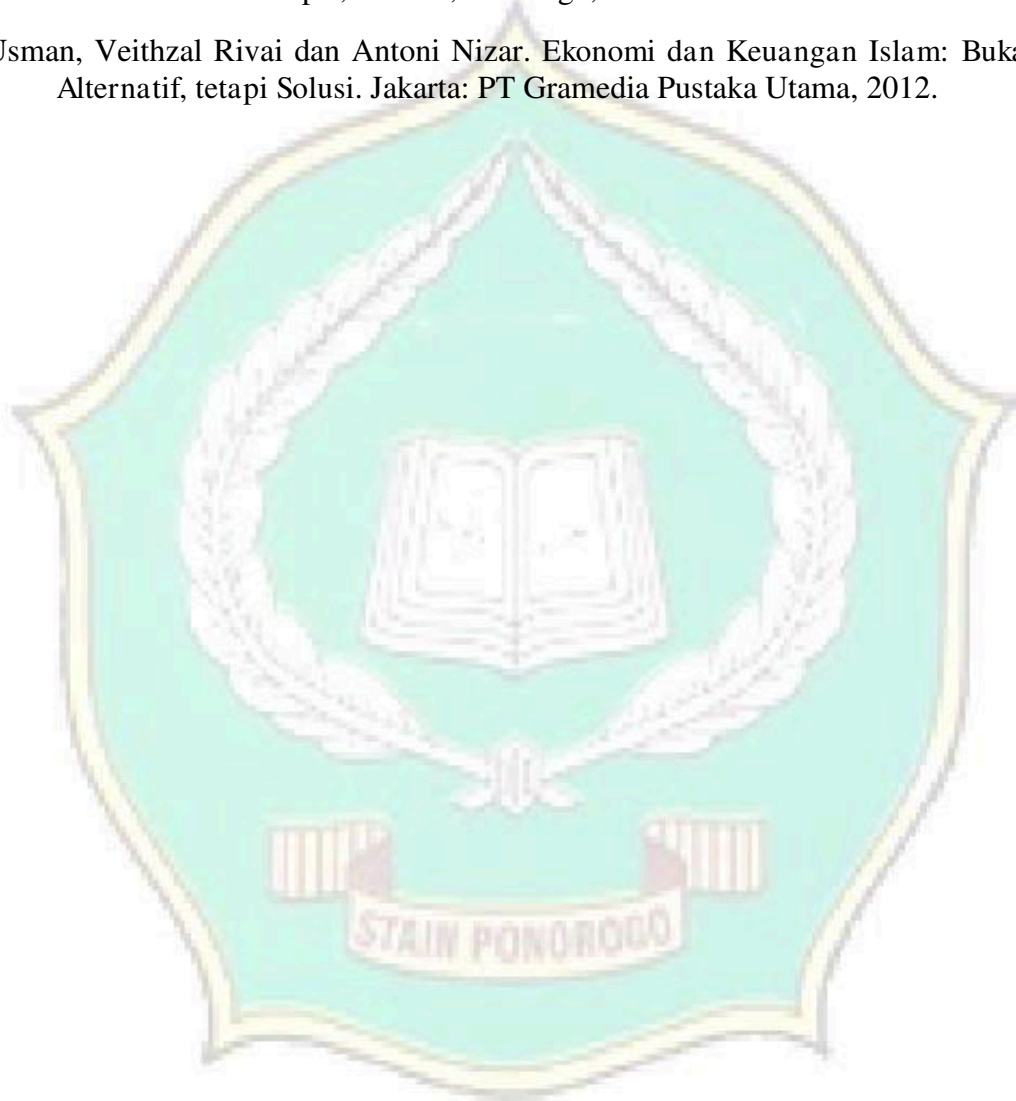 Usman, Veithzal Rivai dan Antoni Nizar. Ekonomi dan Keuangan Islam: Buka
Alternatif, tetapi Solusi. Jakarta: PT Gramedia Pustaka Utama, 2012.
STAIN PONOROGO